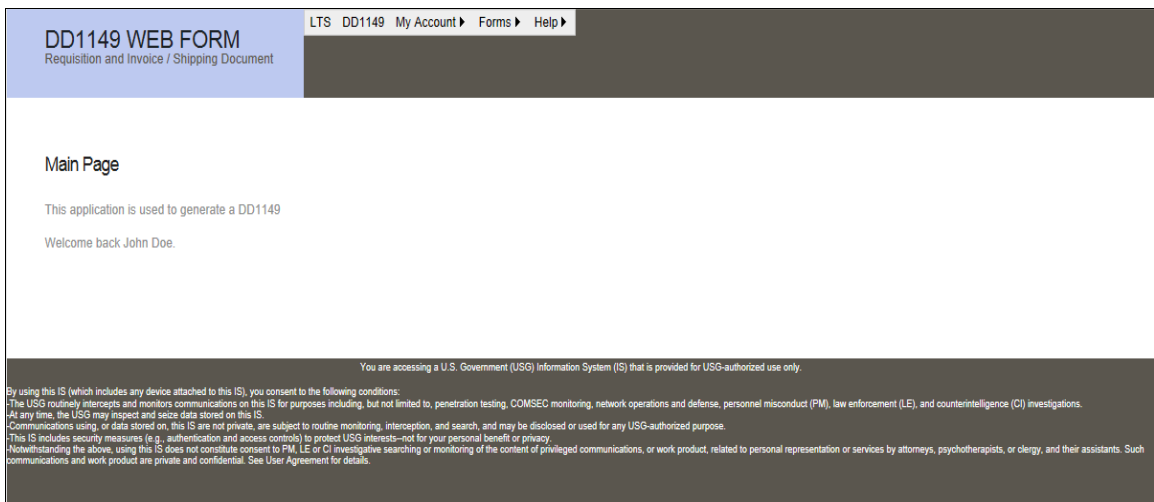 DD1149 WEB FORM
Requisition and Invoice / Shipping Document
LTS DD1149 My Account Forms Help
Main Page
This application is used to generate a DD1149
Welcome back John Doe.
You are accessing a U.S. Government (USG) Information System (IS) that is provided for USG-authorized use only.
By using this IS (which includes any device attached to this IS), you consent to the following conditions:
-The USG routinely intercepts and monitors communications on this IS for purposes including, but not limited to, penetration testing, COMSEC monitoring, network operations and defense, personnel misconduct (PM), law enforcement (LE), and counterintelligence (CI) investigations.
-At any time, the USG may inspect and seize data stored on this IS.
-Communications using, or data stored on, this IS are not private, are subject to routine monitoring, interception, and search, and may be disclosed or used for any USG-authorized purpose.
-This IS includes security measures (e.g., authentication and access controls) to protect USG interests--not for your personal benefit or privacy.
-Notwithstanding the above, using this IS does not constitute consent to PM, LE or CI investigative searching or monitoring of the content of privileged communications, or work product, related to personal representation or services by attorneys, psychotherapists, or clergy, and their assistants. Such
communications and work product are private and confidential. See User Agreement for details.